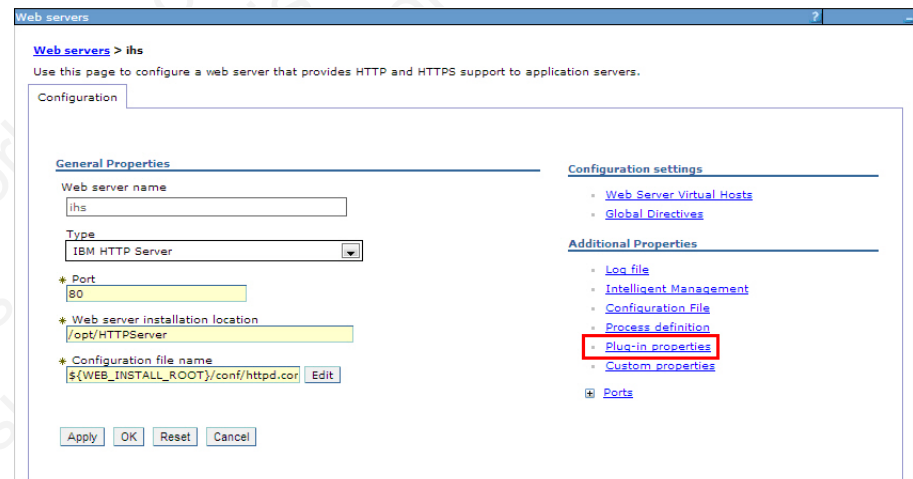 Web servers ? _
Web servers > ihs
Use this page to configure a web server that provides HTTP and HTTPS support to application servers.
Configuration
General Properties
Web server name
ihs
Type
IBM HTTP Server
* Port
80
* Web server installation location
/opt/HTTPServer
* Configuration file name
${WEB_INSTALL_ROOT}/conf/httpd.cor Edit
Apply OK Reset Cancel
Configuration settings
Web Server Virtual Hosts
Global Directives
Additional Properties
Log file
Intelligent Management
Configuration File
Process definition
Plug-in properties
Custom properties
+ Ports